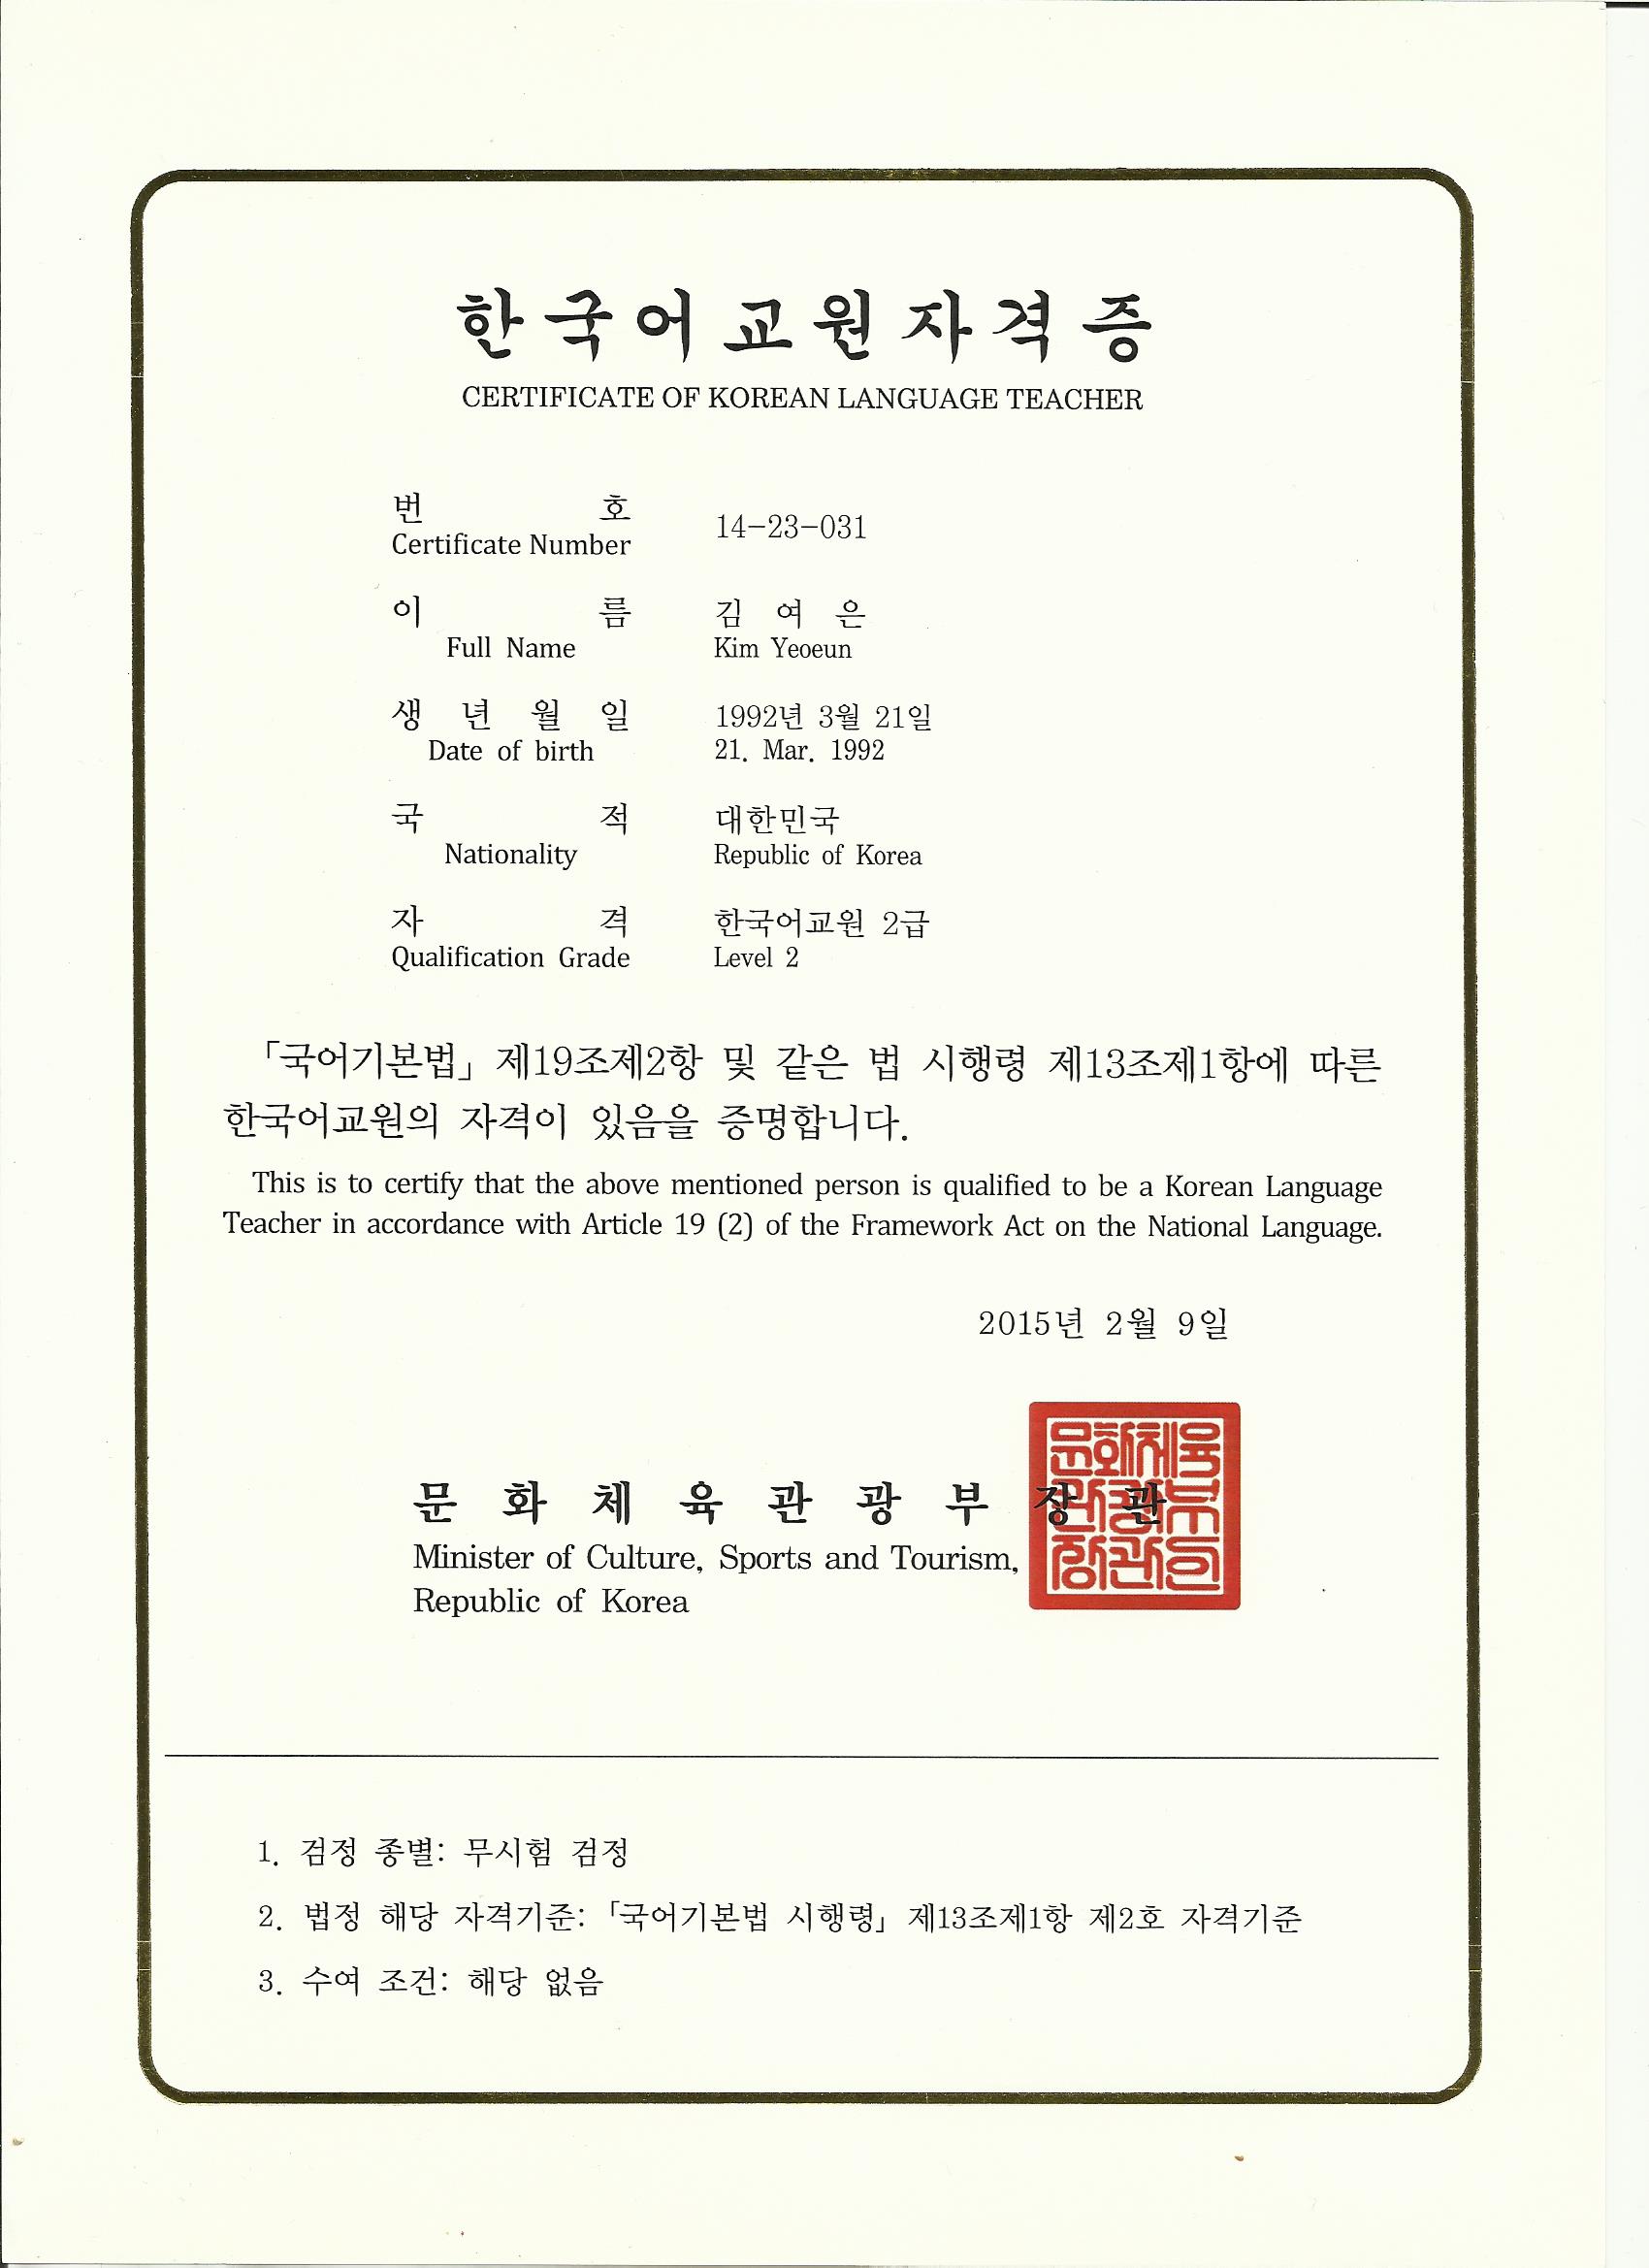 한국어교원자격증
CERTIFICATE OF KOREAN LANGUAGE TEACHER
번 호 14-23-031
Certificate Number
이 름 김 여 은
Full Name Kim Yeoeun
생 년 월 일 1992년 3월 21일
Date of birth 21. Mar. 1992
국 적 대한민국
Nationality Republic of Korea
자 격 한국어교원 2급
Qualification Grade Level 2
「국어기본법」 제19조제2항 및 같은 법 시행령 제13조제1항에 따른
한국어교원의 자격이 있음을 증명합니다.
This is to certify that the above mentioned person is qualified to be a Korean Language
Teacher in accordance with Article 19 (2) of the Framework Act on the National Language.
2015년 2월 9일
문 화 체 육 관 광 부 장 관
Minister of Culture, Sports and Tourism,
Republic of Korea
문화체육
관광부
장관의
1. 검정 종별: 무시험 검정
2. 법정 해당 자격기준: 「국어기본법 시행령」 제13조제1항 제2호 자격기준
3. 수여 조건: 해당 없음